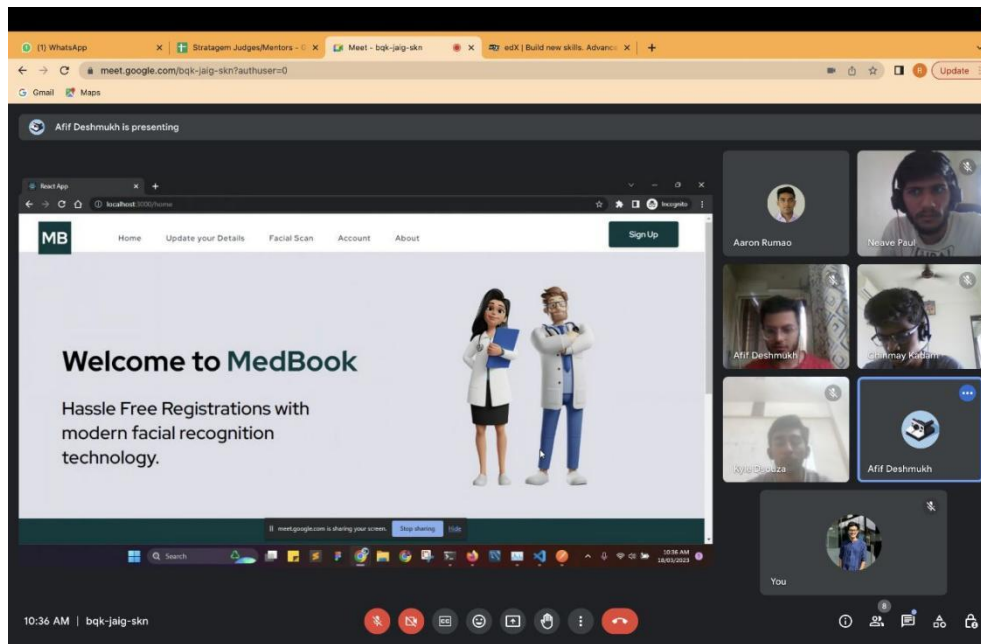 (1) WhatsApp
Stratagem Judges/Mentors - G
Meet - bqk-jaig-skn
edX | Build new skills. Advance
meet.google.com/bqk-jaig-skn?authuser=0
Update
Gmail
Maps
Afif Deshmukh is presenting
React App
localhost:3000/home
Incognito
MB
Home
Update your Details
Facial Scan
Account
About
Sign Up
Welcome to MedBook
Hassle Free Registrations with
modern facial recognition
technology.
meet.google.com is sharing your screen.
Stop sharing
Hide
Search
10:36 AM
18/03/2023
Aaron Rumao
Neave Paul
Afif Deshmukh
Chinmay Kadam
Kyle Dsouza
Afif Deshmukh
You
10:36 AM | bqk-jaig-skn
8